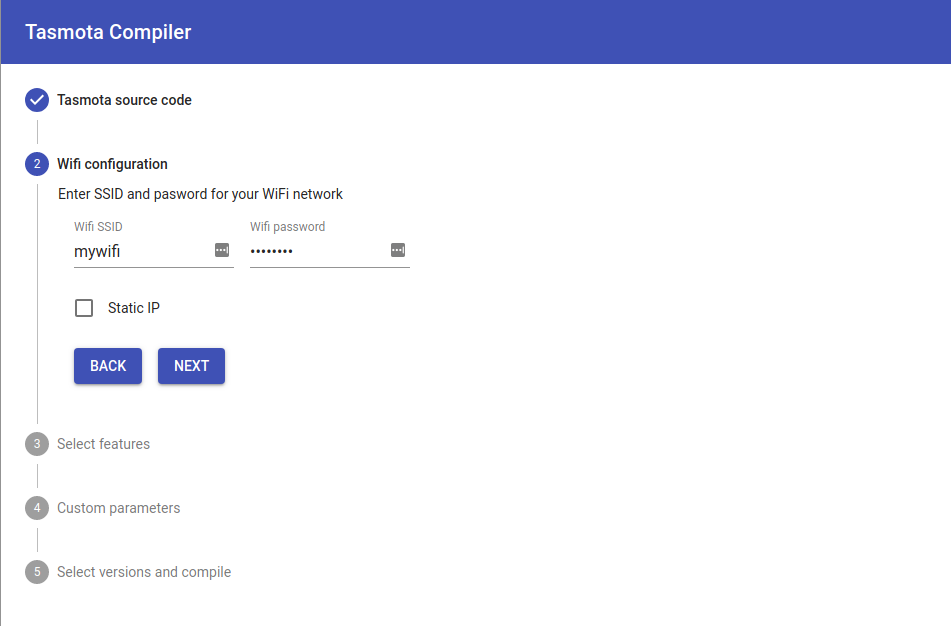 Tasmota Compiler
Tasmota source code
2 Wifi configuration
Enter SSID and pasword for your WiFi network
Wifi SSID Wifi password
mywifi ••••••••
Static IP
BACK NEXT
3 Select features
4 Custom parameters
5 Select versions and compile